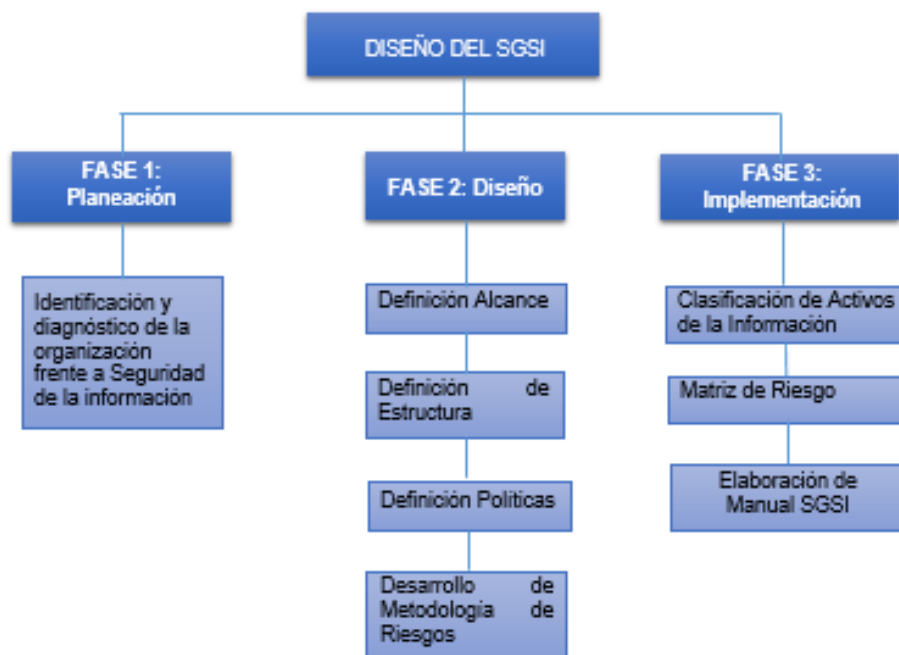 DISEÑO DEL SGSI
FASE 1:
Planeación
Identificación y
diagnóstico de la
organización
frente a Seguridad
de la información
FASE 2: Diseño
Definición Alcance
Definición de
Estructura
Definición Políticas
Desarrollo de
Metodología de
Riesgos
FASE 3:
Implementación
Clasificación de Activos
de la Información
Matriz de Riesgo
Elaboración de
Manual SGSI